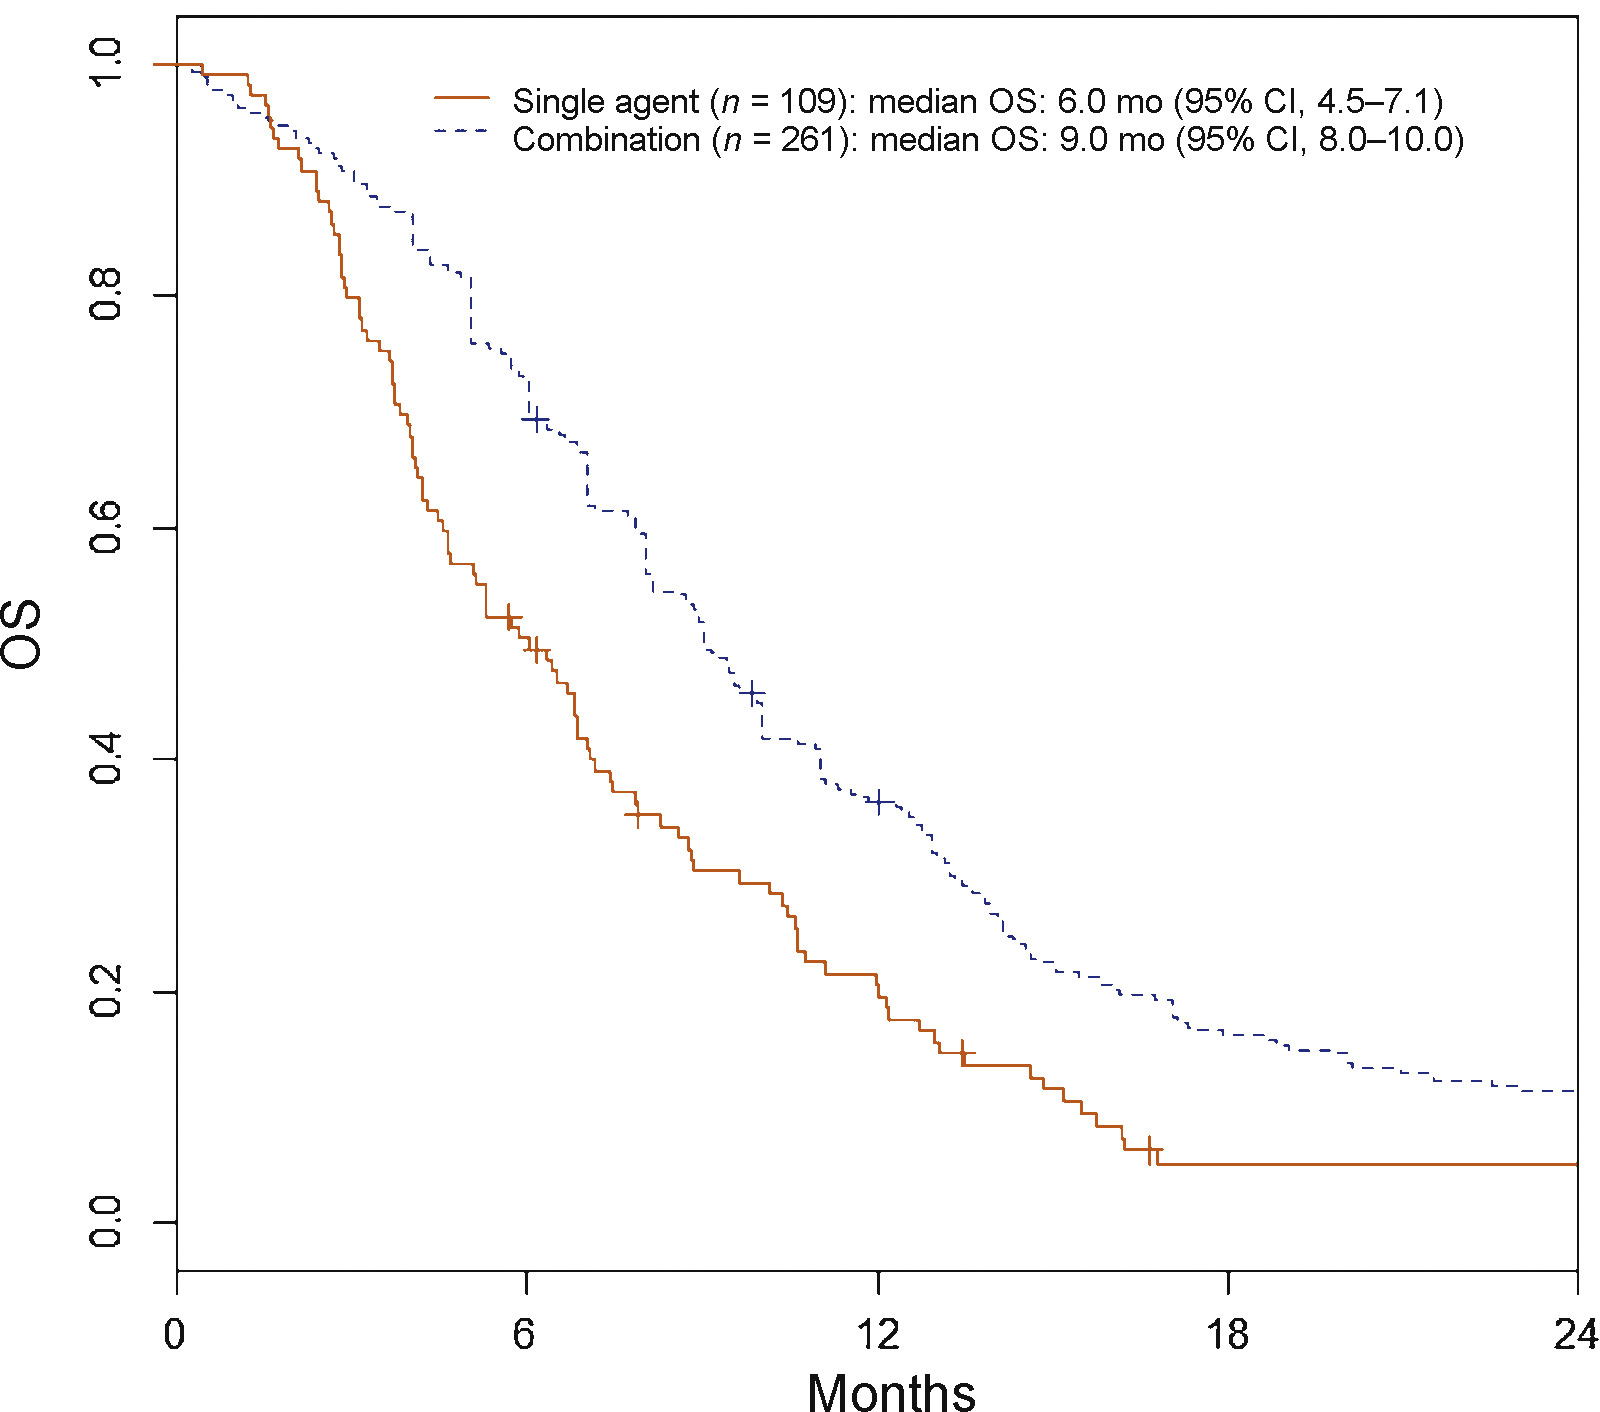 Single agent (n = 109): median OS: 6.0 mo (95% CI, 4.5–7.1)
Combination (n = 261): median OS: 9.0 mo (95% CI, 8.0–10.0)
OS
1.0
0.8
0.6
0.4
0.2
0.0
0 6 12 18 24
Months